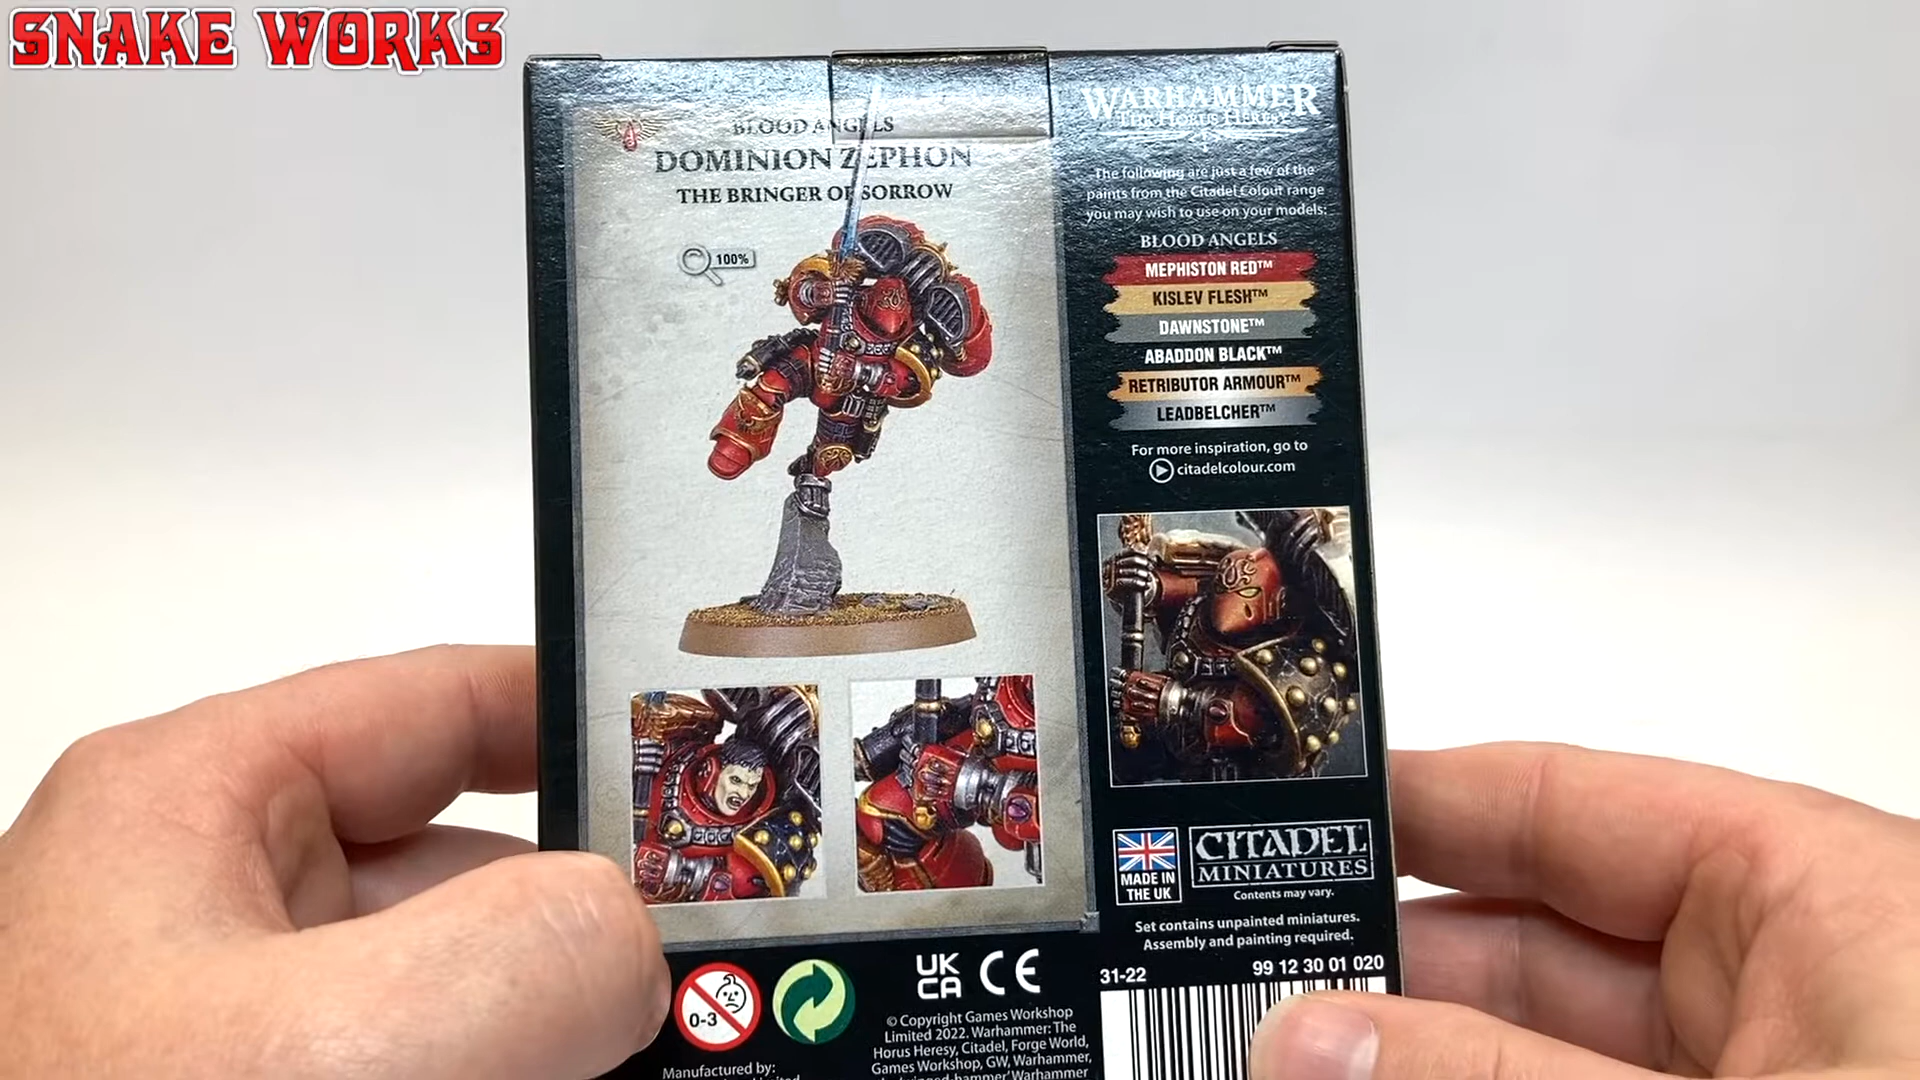 SNAKE WORKS
BLOOD ANGELS
DOMINION ZEPHON
THE BRINGER OF SORROW
100%
WARHAMMER
THE HORUS HERESY
The following are just a few of the
paints from the Citadel Colour range
you may wish to use on your models:
BLOOD ANGELS
MEPHISTON RED™
KISLEV FLESH™
DAWNSTONE™
ABADDON BLACK™
RETRIBUTOR ARMOUR™
LEADBELCHER™
For more inspiration, go to
citadelcolour.com
MADE IN
THE UK
CITADEL
MINIATURES
Contents may vary.
Set contains unpainted miniatures.
Assembly and painting required.
31-22
99 12 30 01 020
0-3
UK
CA
CE
© Copyright Games Workshop
Limited 2022. Warhammer: The
Horus Heresy, Citadel, Forge World,
Games Workshop, GW, Warhammer,
Warhammer
Manufactured by: